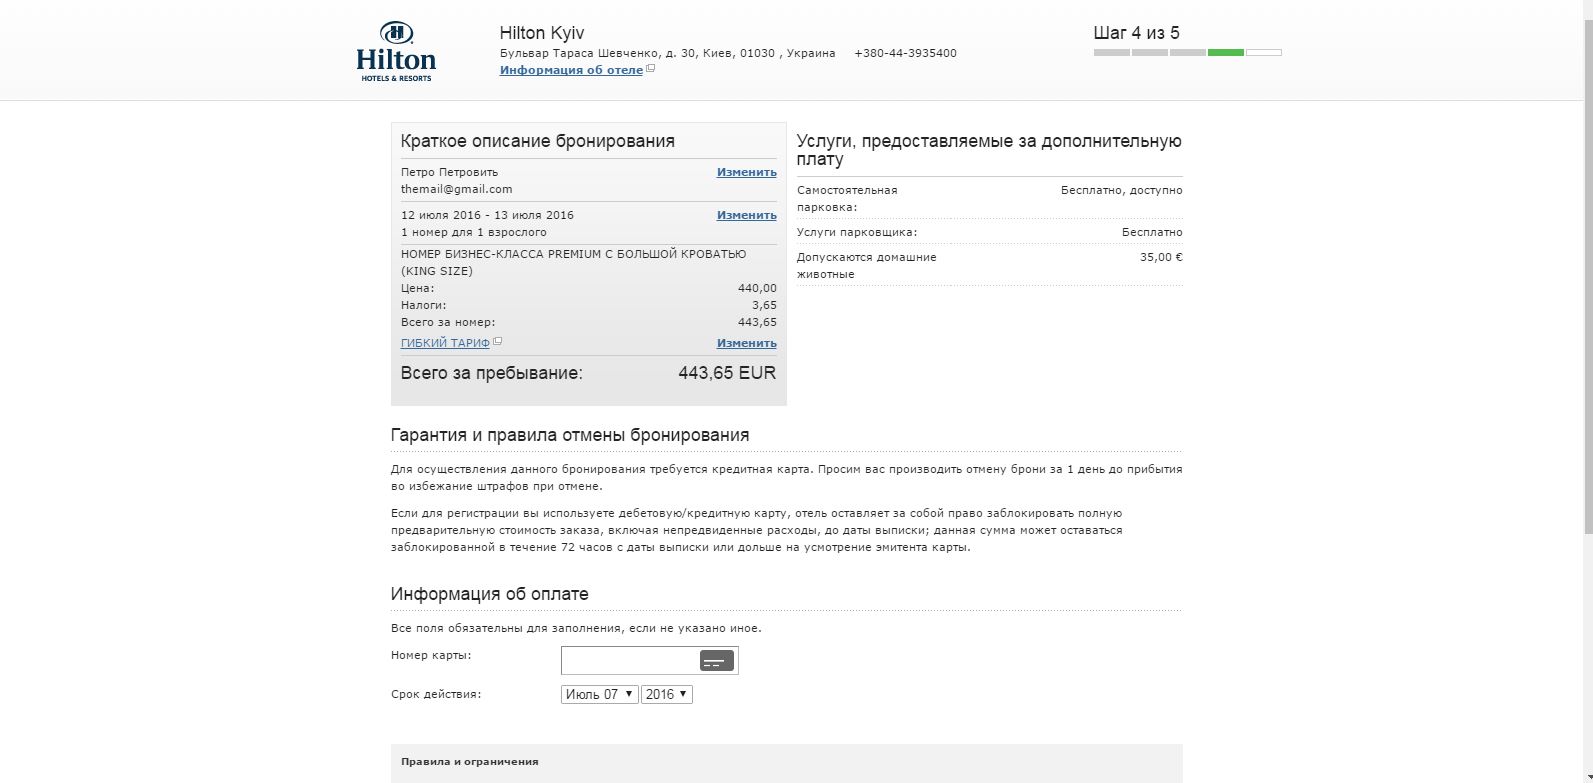 Hilton
HOTELS & RESORTS
Hilton Kyiv
Бульвар Тараса Шевченко, д. 30, Киев, 01030 , Украина +380-44-3935400
Информация об отеле
Шаг 4 из 5
Краткое описание бронирования
Петро Петровить Изменить
themail@gmail.com
12 июля 2016 - 13 июля 2016 Изменить
1 номер для 1 взрослого
НОМЕР БИЗНЕС-КЛАССА PREMIUM С БОЛЬШОЙ КРОВАТЬЮ
(KING SIZE)
Цена: 440,00
Налоги: 3,65
Всего за номер: 443,65
ГИБКИЙ ТАРИФ Изменить
Всего за пребывание: 443,65 EUR
Услуги, предоставляемые за дополнительную
плату
Самостоятельная Бесплатно, доступно
парковка:
Услуги парковщика: Бесплатно
Допускаются домашние 35,00 €
животные
Гарантия и правила отмены бронирования
Для осуществления данного бронирования требуется кредитная карта. Просим вас производить отмену брони за 1 день до прибытия
во избежание штрафов при отмене.
Если для регистрации вы используете дебетовую/кредитную карту, отель оставляет за собой право заблокировать полную
предварительную стоимость заказа, включая непредвиденные расходы, до даты выписки; данная сумма может оставаться
заблокированной в течение 72 часов с даты выписки или дольше на усмотрение эмитента карты.
Информация об оплате
Все поля обязательны для заполнения, если не указано иное.
Номер карты:
Срок действия: Июль 07 2016
Правила и ограничения